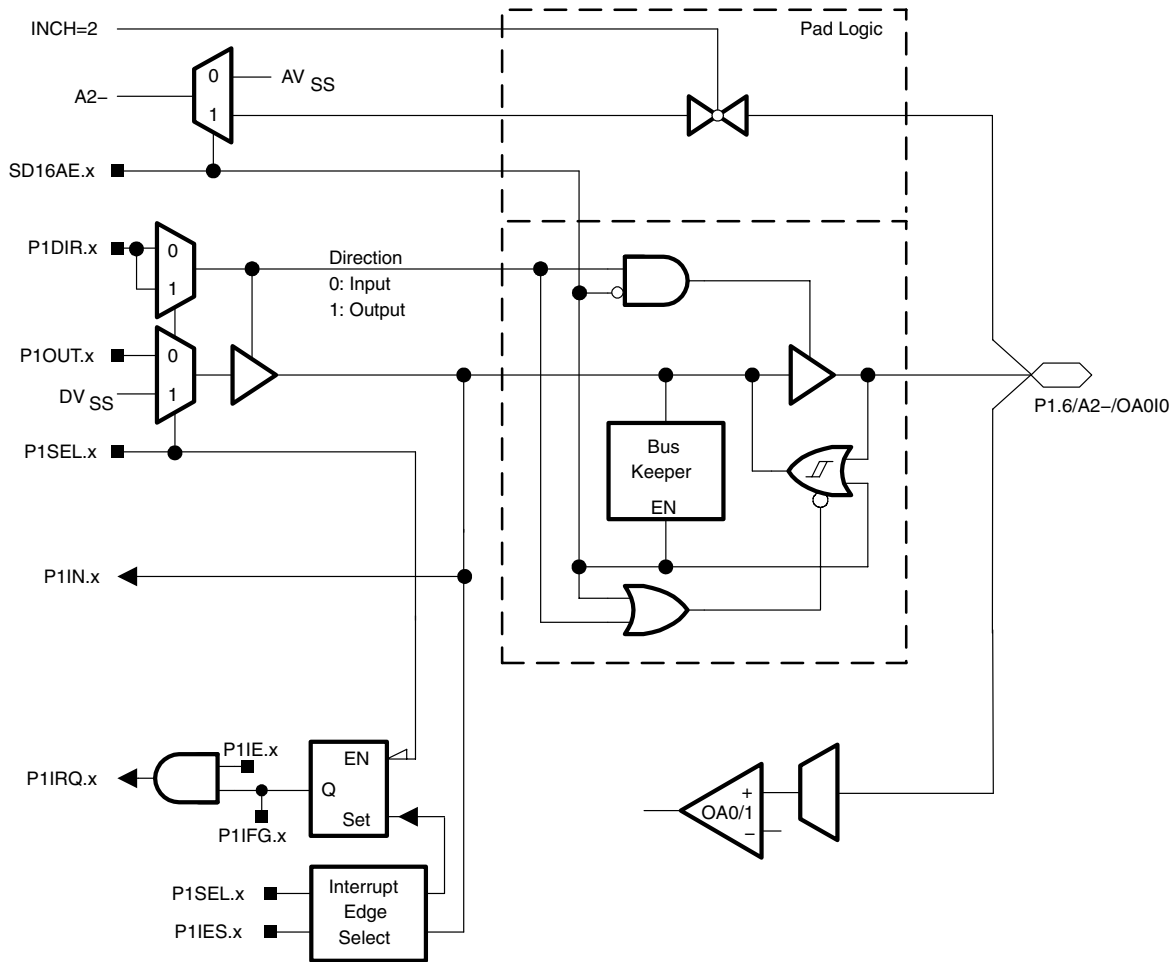 INCH=2
Pad Logic
0
AV SS
A2−
1
SD16AE.x
P1DIR.x
0
1
Direction
0: Input
1: Output
P1OUT.x
0
DV SS
1
P1SEL.x
P1.6/A2−/OA0I0
Bus
Keeper
EN
P1IN.x
P1IE.x
EN
P1IRQ.x
Q
Set
P1IFG.x
+
OA0/1
−
P1SEL.x
P1IES.x
Interrupt
Edge
Select